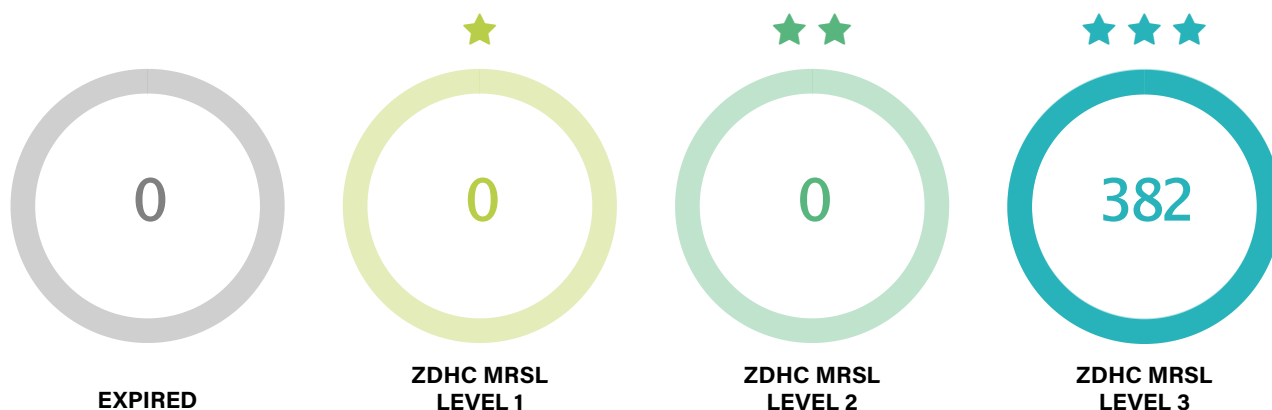 0
0
0
382
EXPIRED
ZDHC MRSL
LEVEL 1
ZDHC MRSL
LEVEL 2
ZDHC MRSL
LEVEL 3